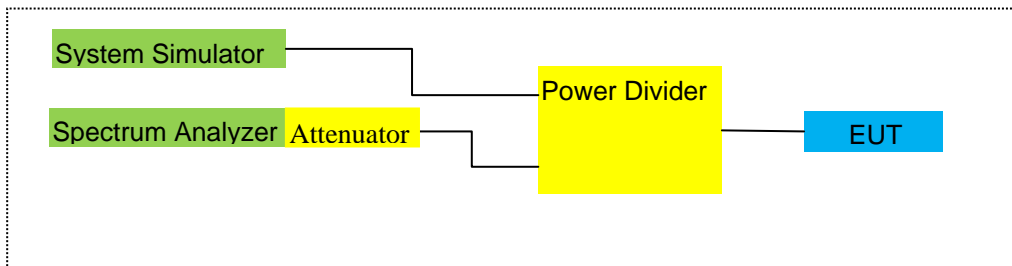 System Simulator
Power Divider
Spectrum Analyzer Attenuator
EUT